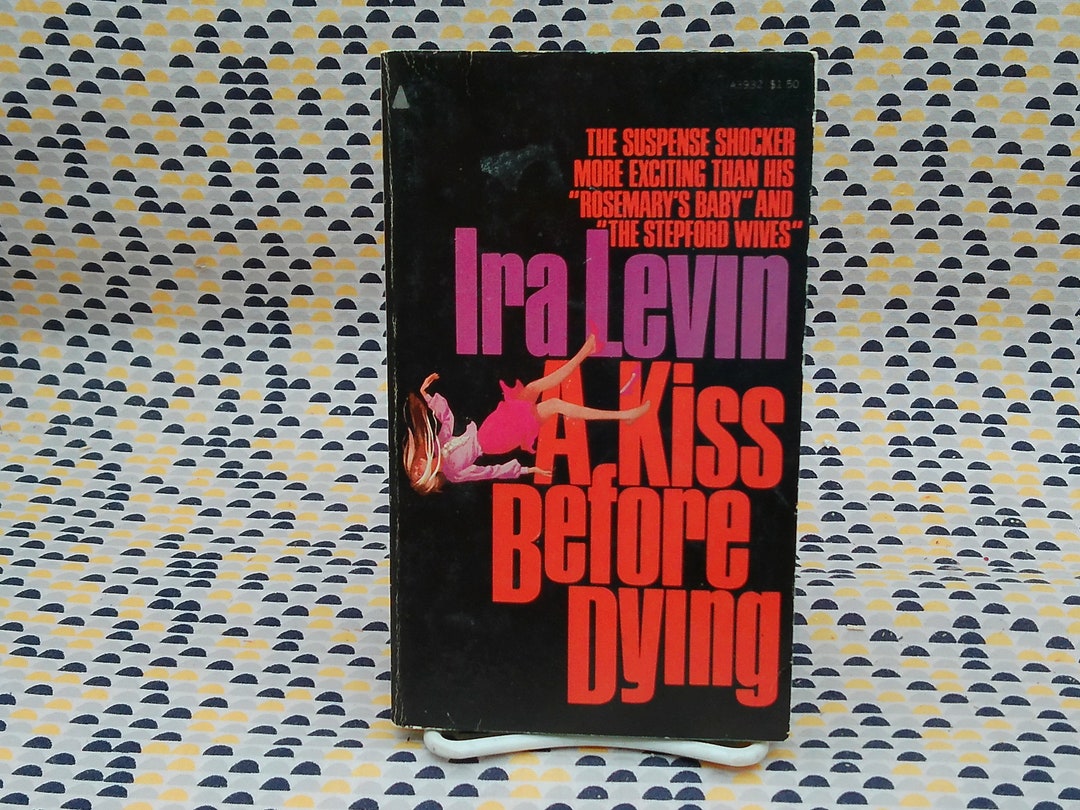 $1.50
THE SUSPENSE SHOCKER
MORE EXCITING THAN HIS
"ROSEMARY'S BABY" AND
"THE STEPFORD WIVES"
Ira Levin
A Kiss
Before
Dying